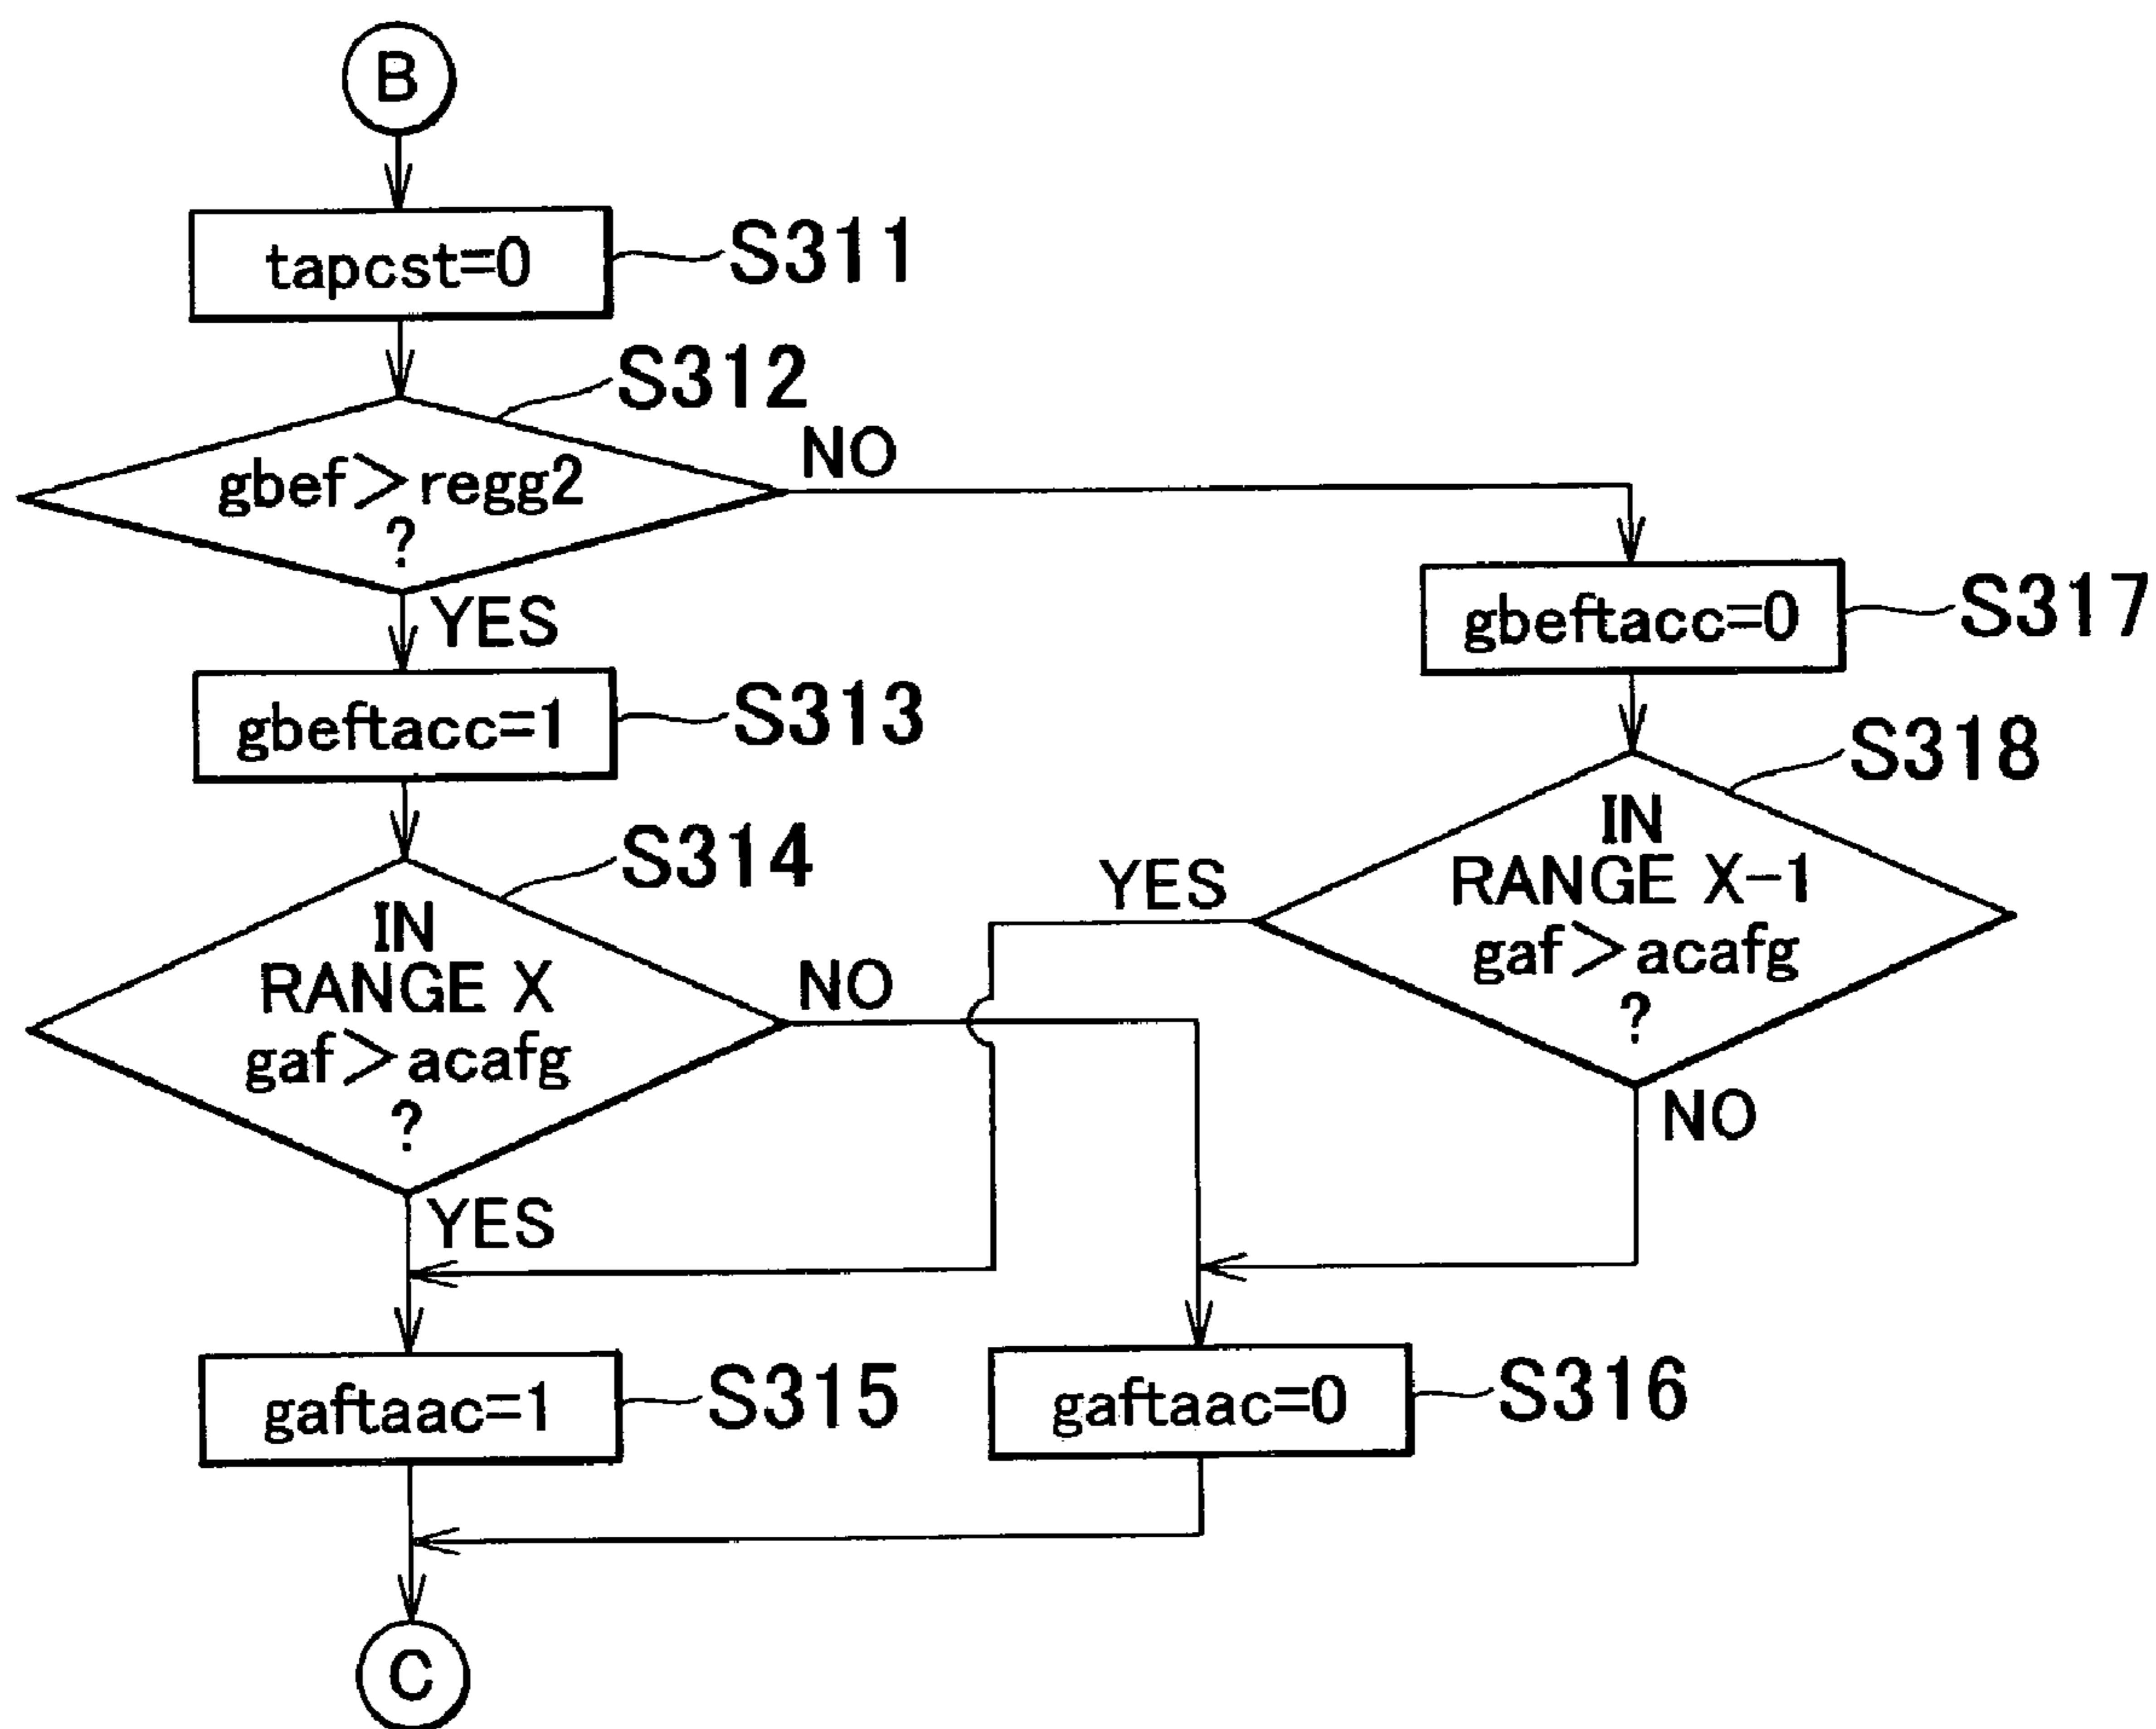 B
tapcst=0
S311
S312
gbef>regg2
?
NO
YES
gbeftacc=1
S313
gbeftacc=0
S317
S314
IN
RANGE X
gaf>acafg
?
NO
YES
S318
IN
RANGE X-1
gaf>acafg
?
YES
NO
gaftaac=1
S315
gaftaac=0
S316
C